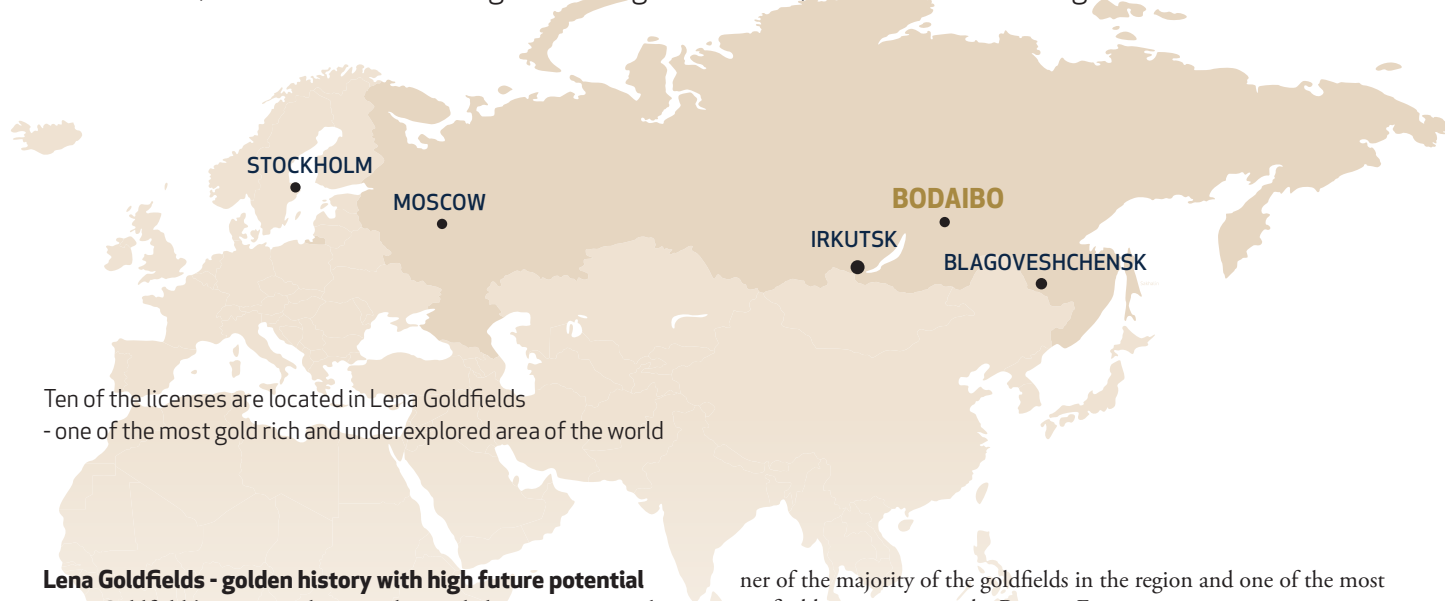 STOCKHOLM
MOSCOW
BODAIBO
IRKUTSK
BLAGOVESHCHENSK
Ten of the licenses are located in Lena Goldfields
- one of the most gold rich and underexplored area of the world
Lena Goldfields - golden history with high future potential
ner of the majority of the goldfields in the region and one of the most